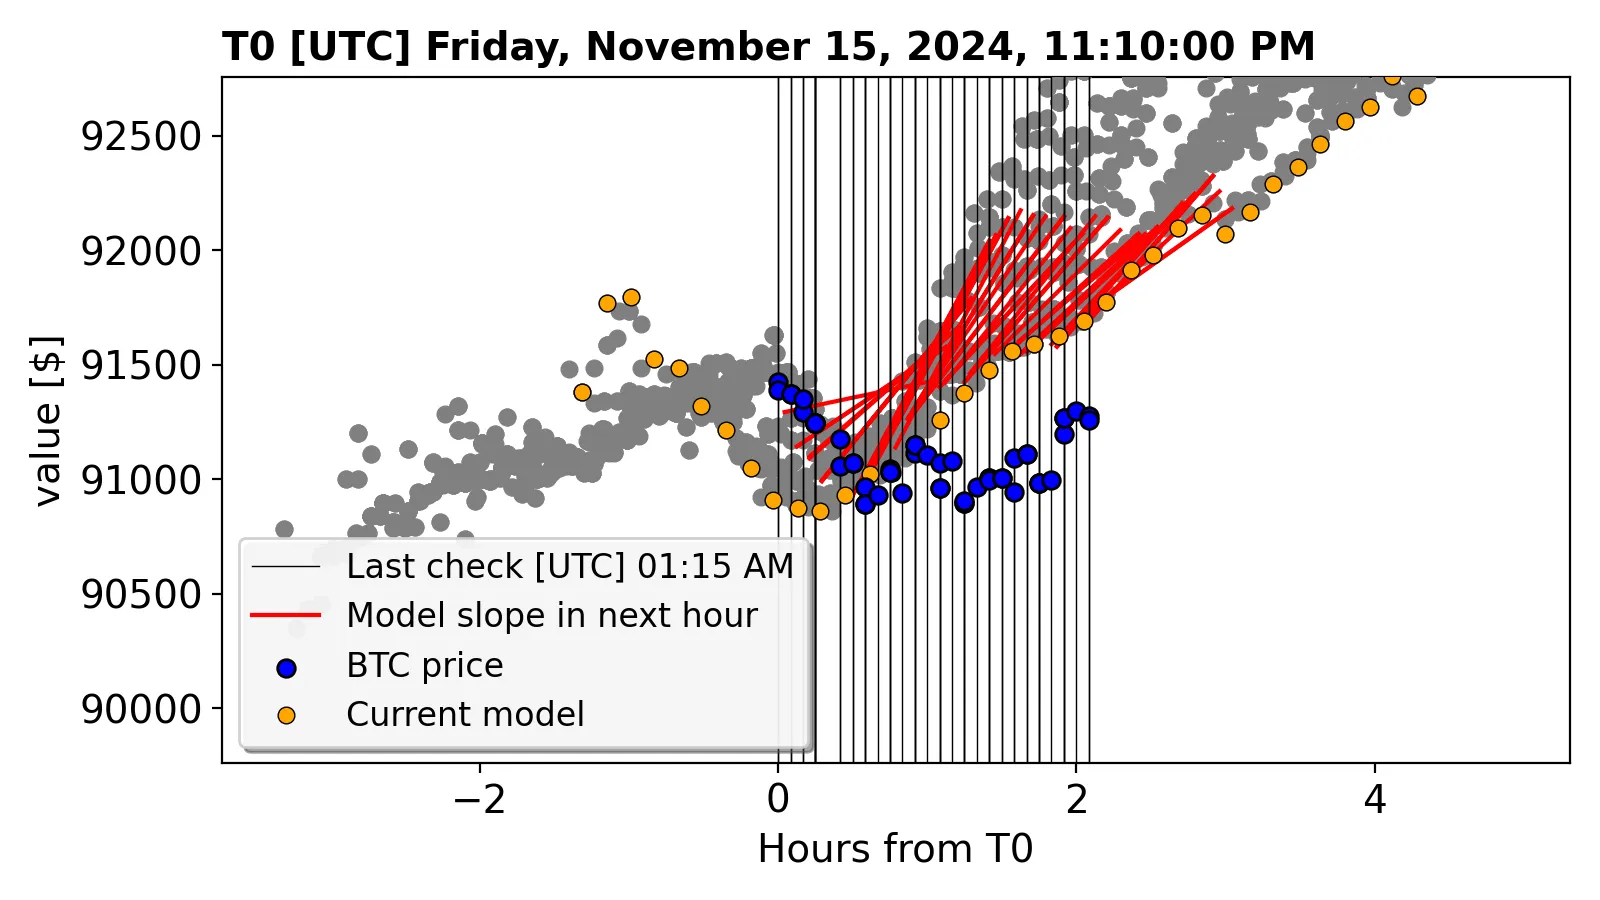 T0 [UTC] Friday, November 15, 2024, 11:10:00 PM
value [$]
92500
92000
91500
91000
90500
90000
Last check [UTC] 01:15 AM
Model slope in next hour
BTC price
Current model
−2 0 2 4
Hours from T0